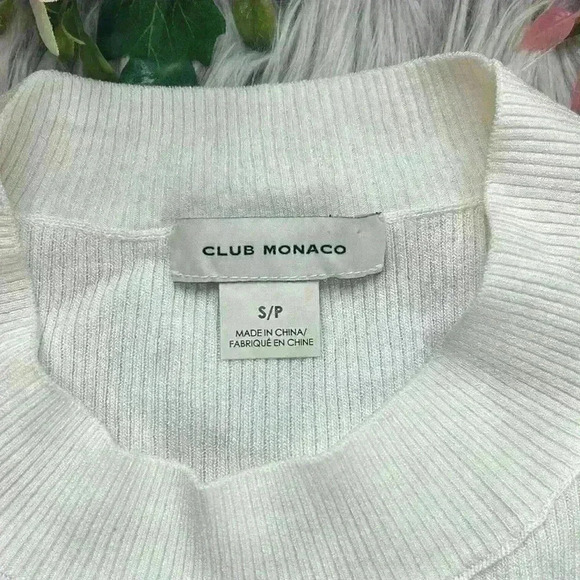 CLUB MONACO
S/P
MADE IN CHINA/
FABRIQUÉ EN CHINE